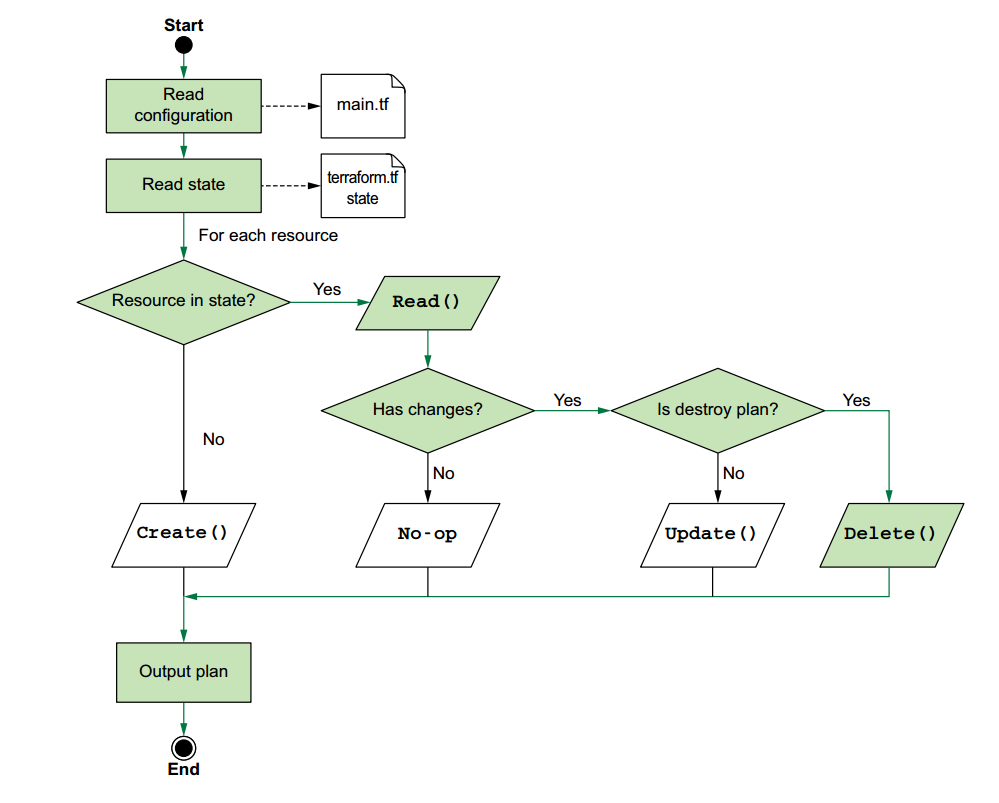 Start
Read
configuration
main.tf
Read state
terraform.tf
state
For each resource
Resource in state?
Yes
Read()
Has changes?
Yes
Is destroy plan?
Yes
No
No
No
Create()
No-op
Update()
Delete()
Output plan
End